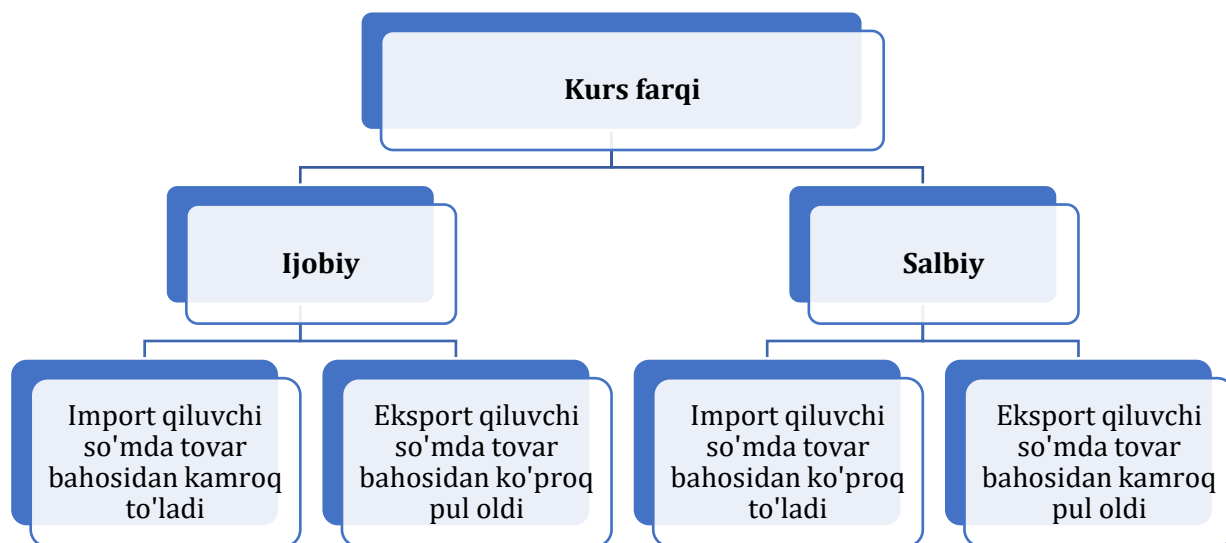 Kurs farqi
Ijobiy
Salbiy
Import qiluvchi
so'mda tovar
bahosidan kamroq
to'ladi
Eksport qiluvchi
so'mda tovar
bahosidan ko'proq
pul oldi
Import qiluvchi
so'mda tovar
bahosidan ko'proq
to'ladi
Eksport qiluvchi
so'mda tovar
bahosidan kamroq
pul oldi